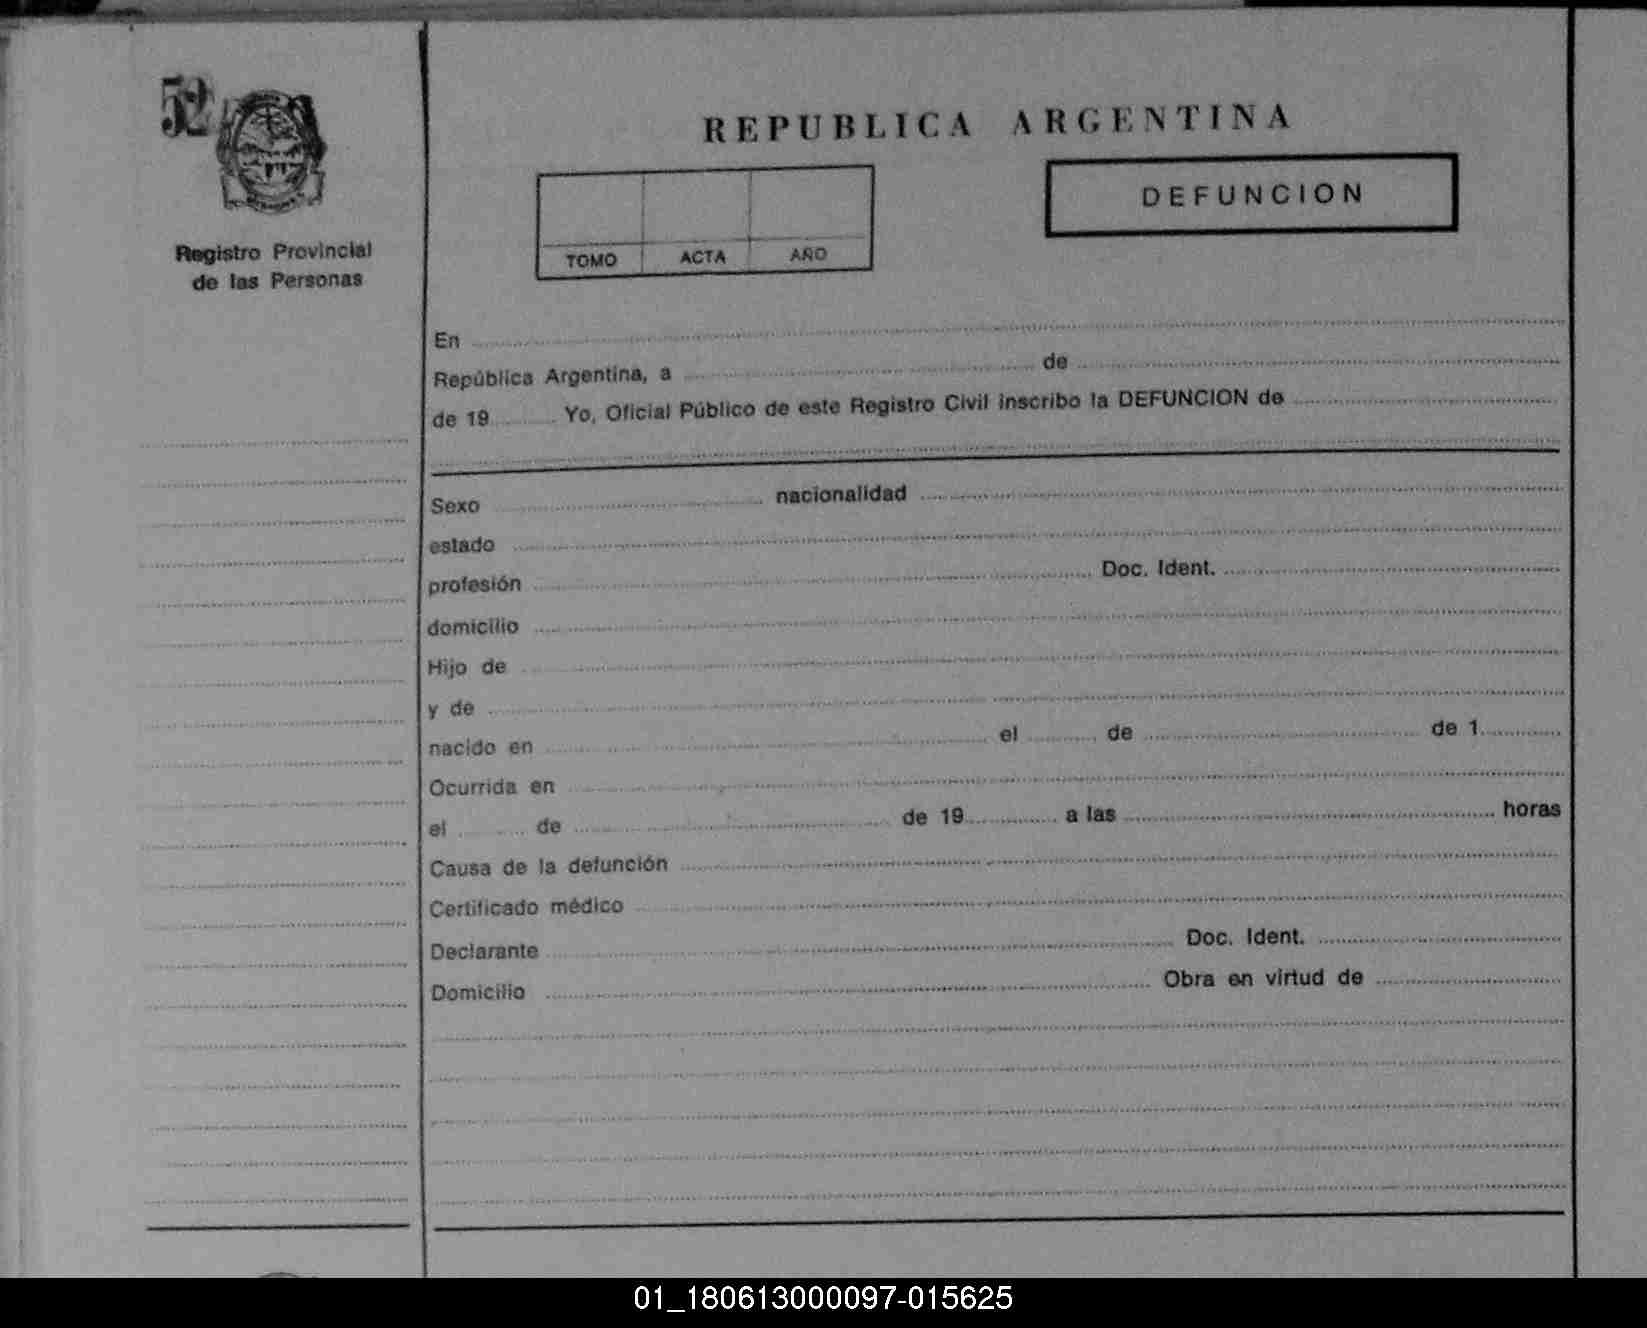 52
Registro Provincial
de las Personas
REPUBLICA ARGENTINA
TOMO ACTA AÑO
DEFUNCION
En
República Argentina, a de
de 19 Yo, Oficial Público de este Registro Civil inscribo la DEFUNCION de
Sexo nacionalidad
estado
profesión Doc. Ident.
domicilio
Hijo de
y de
nacido en el de de 1
Ocurrida en
el de de 19 a las horas
Causa de la defunción
Certificado médico
Declarante Doc. Ident.
Domicilio Obra en virtud de
01_180613000097-015625